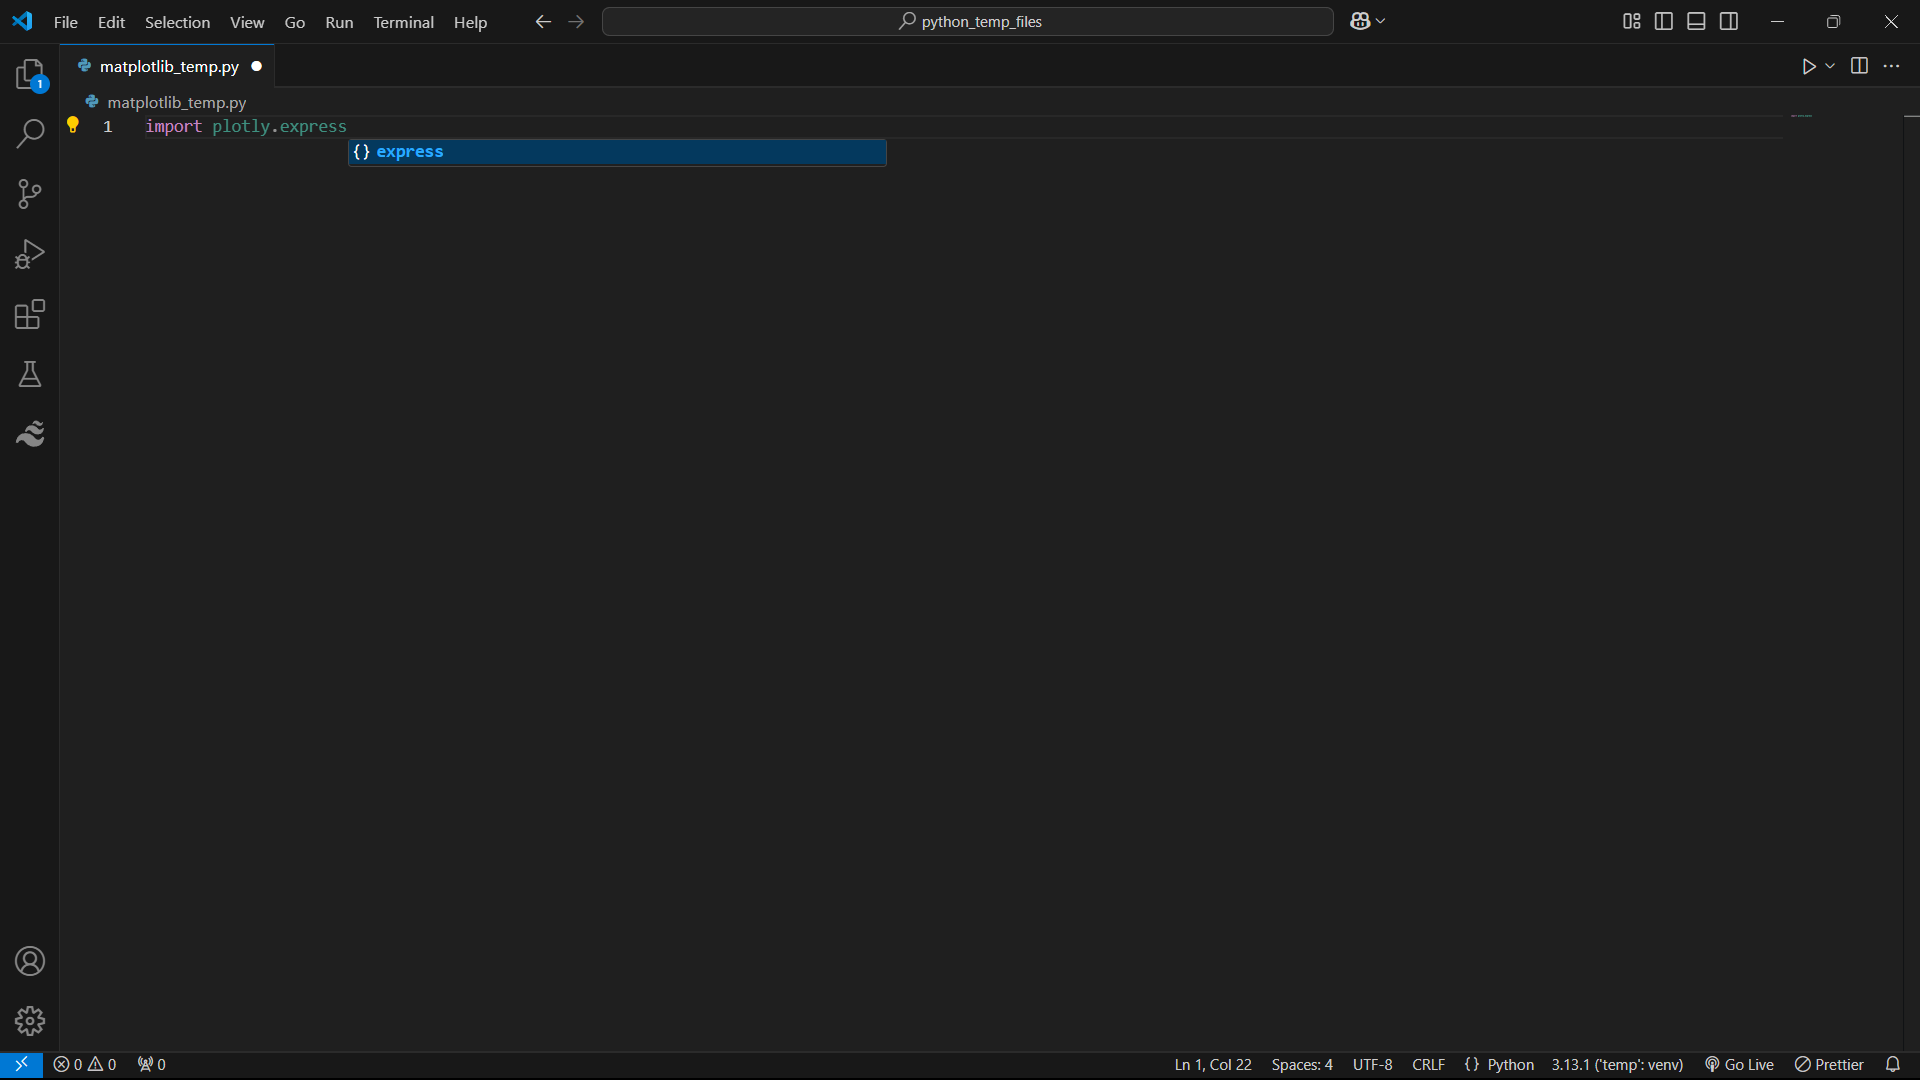 File Edit Selection View Go Run Terminal Help
python_temp_files
matplotlib_temp.py
1
matplotlib_temp.py
1 import plotly.express
{} express
0 0 0
Ln 1, Col 22 Spaces: 4 UTF-8 CRLF {} Python 3.13.1 ('temp': venv) Go Live Prettier